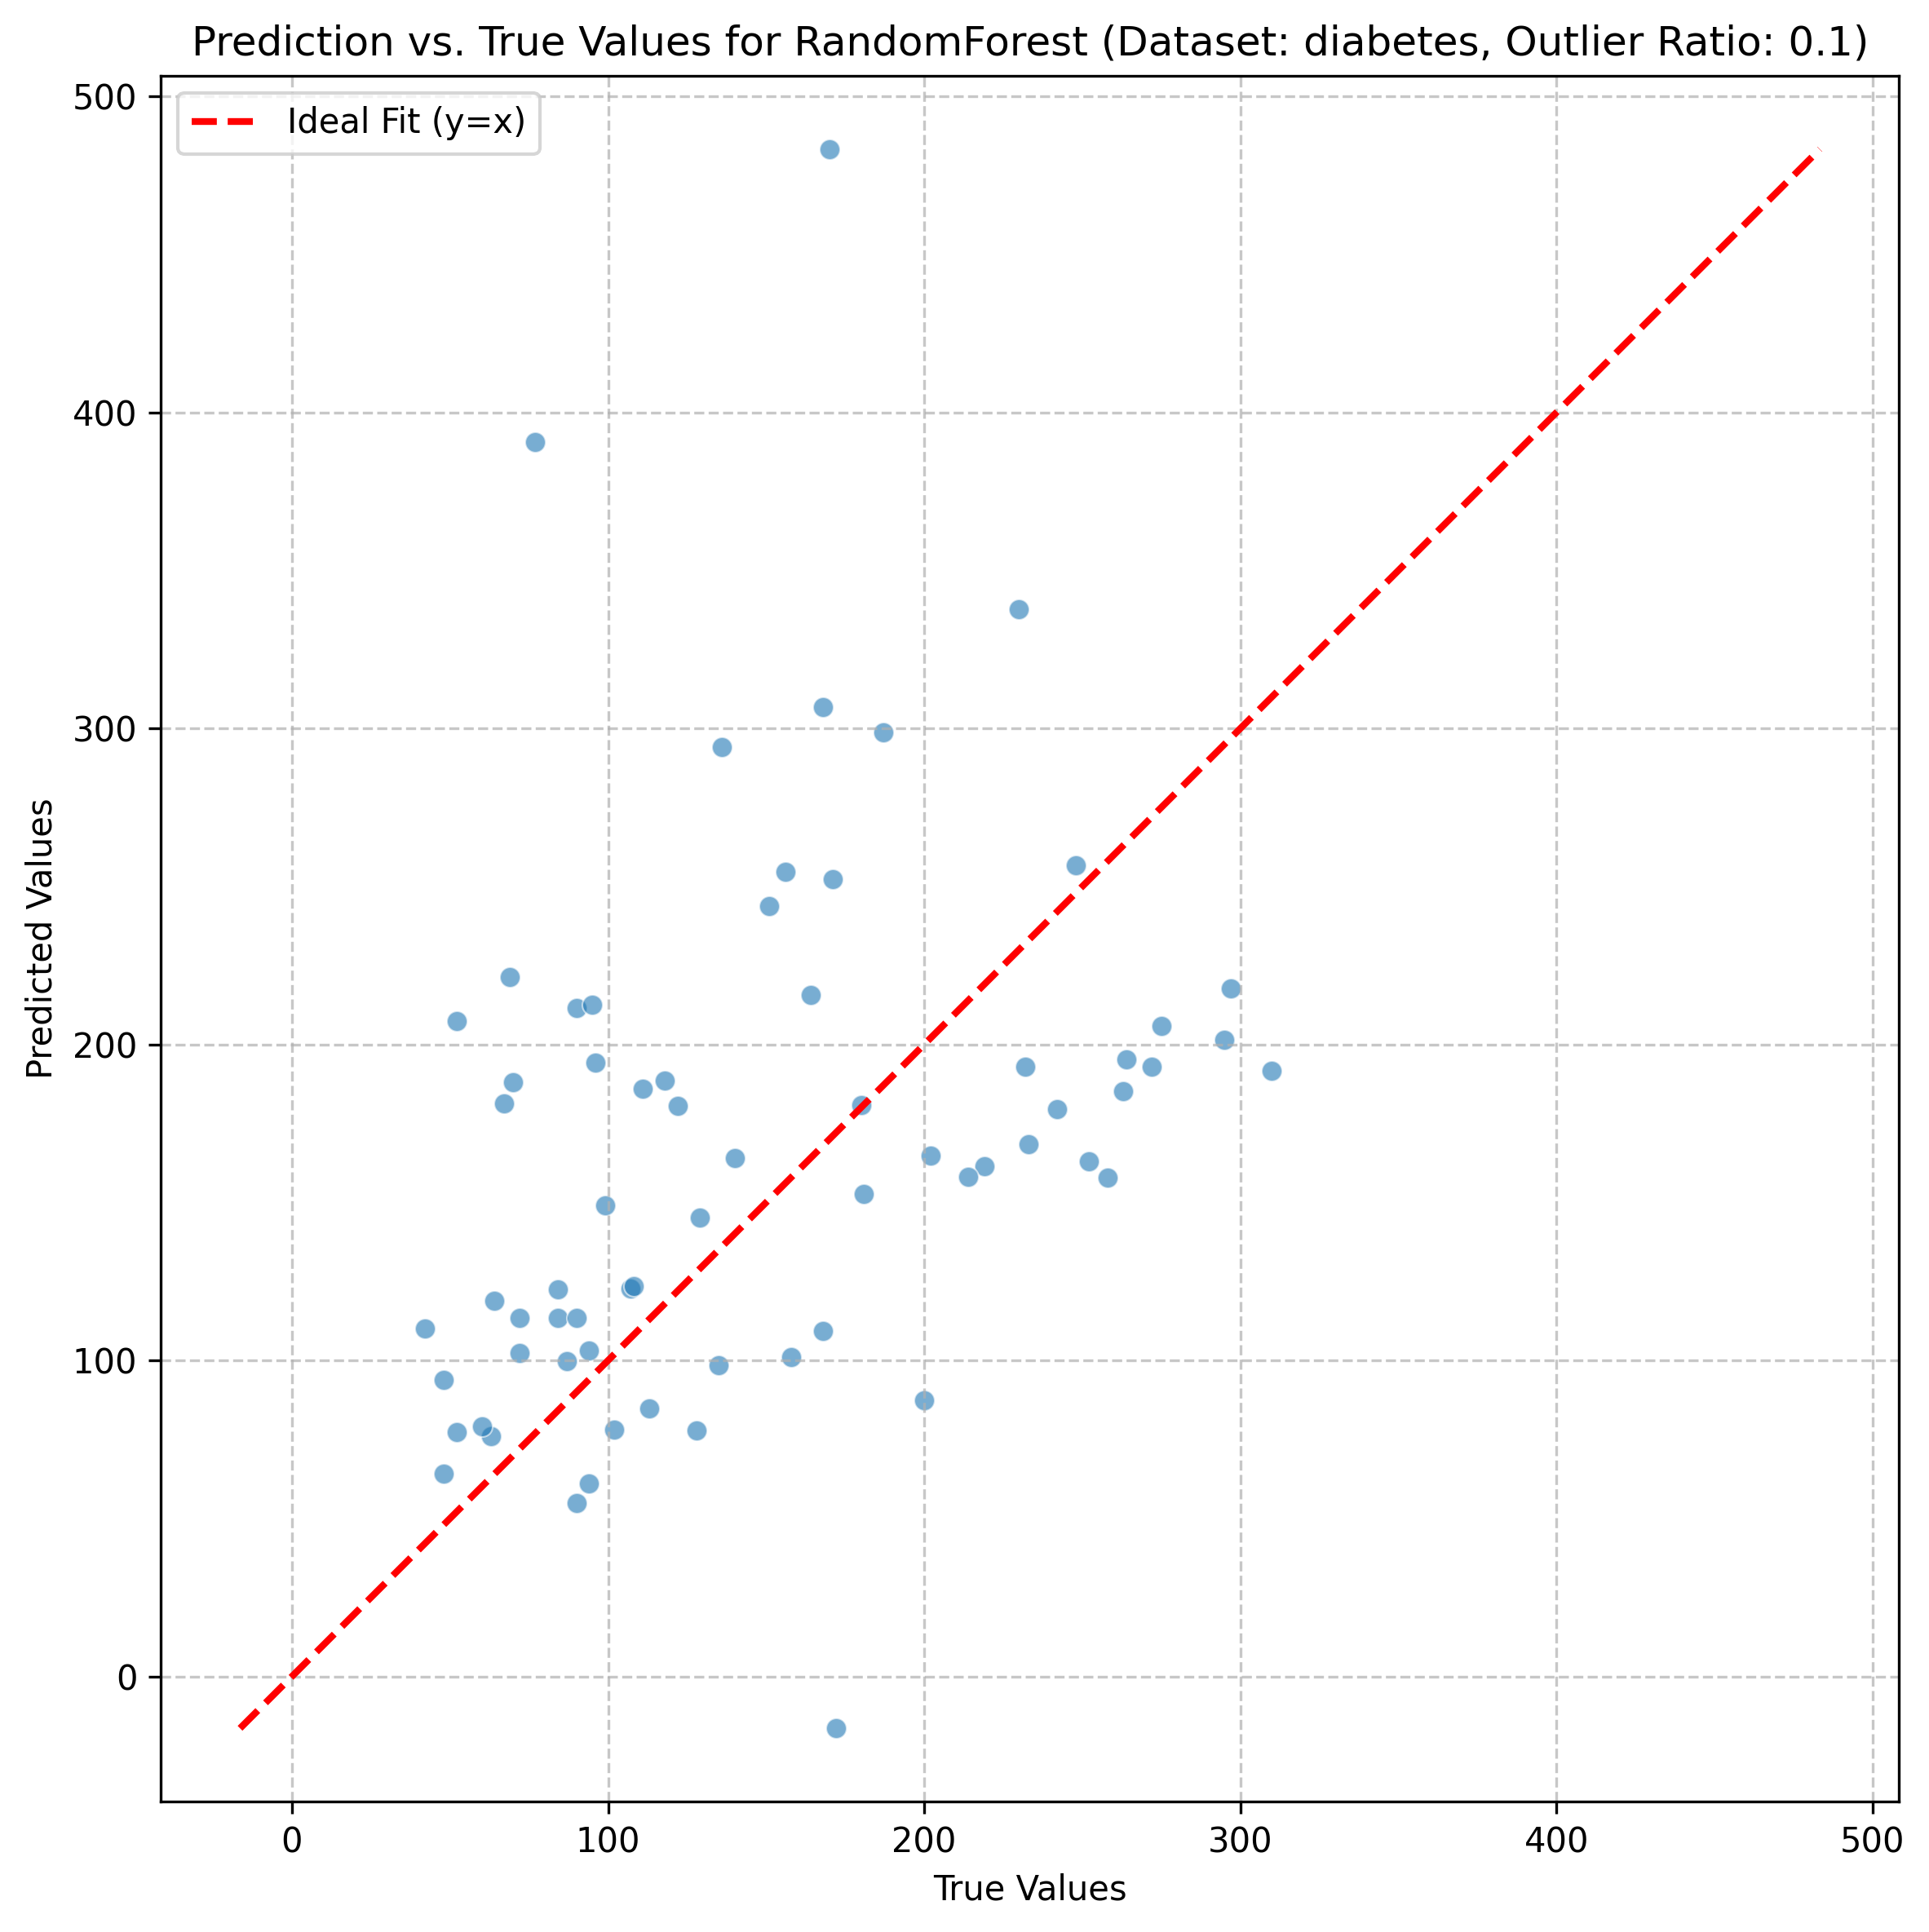 Prediction vs. True Values for RandomForest (Dataset: diabetes, Outlier Ratio: 0.1)
Ideal Fit (y=x)
500
400
300
200
100
0
Predicted Values
0 100 200 300 400 500
True Values